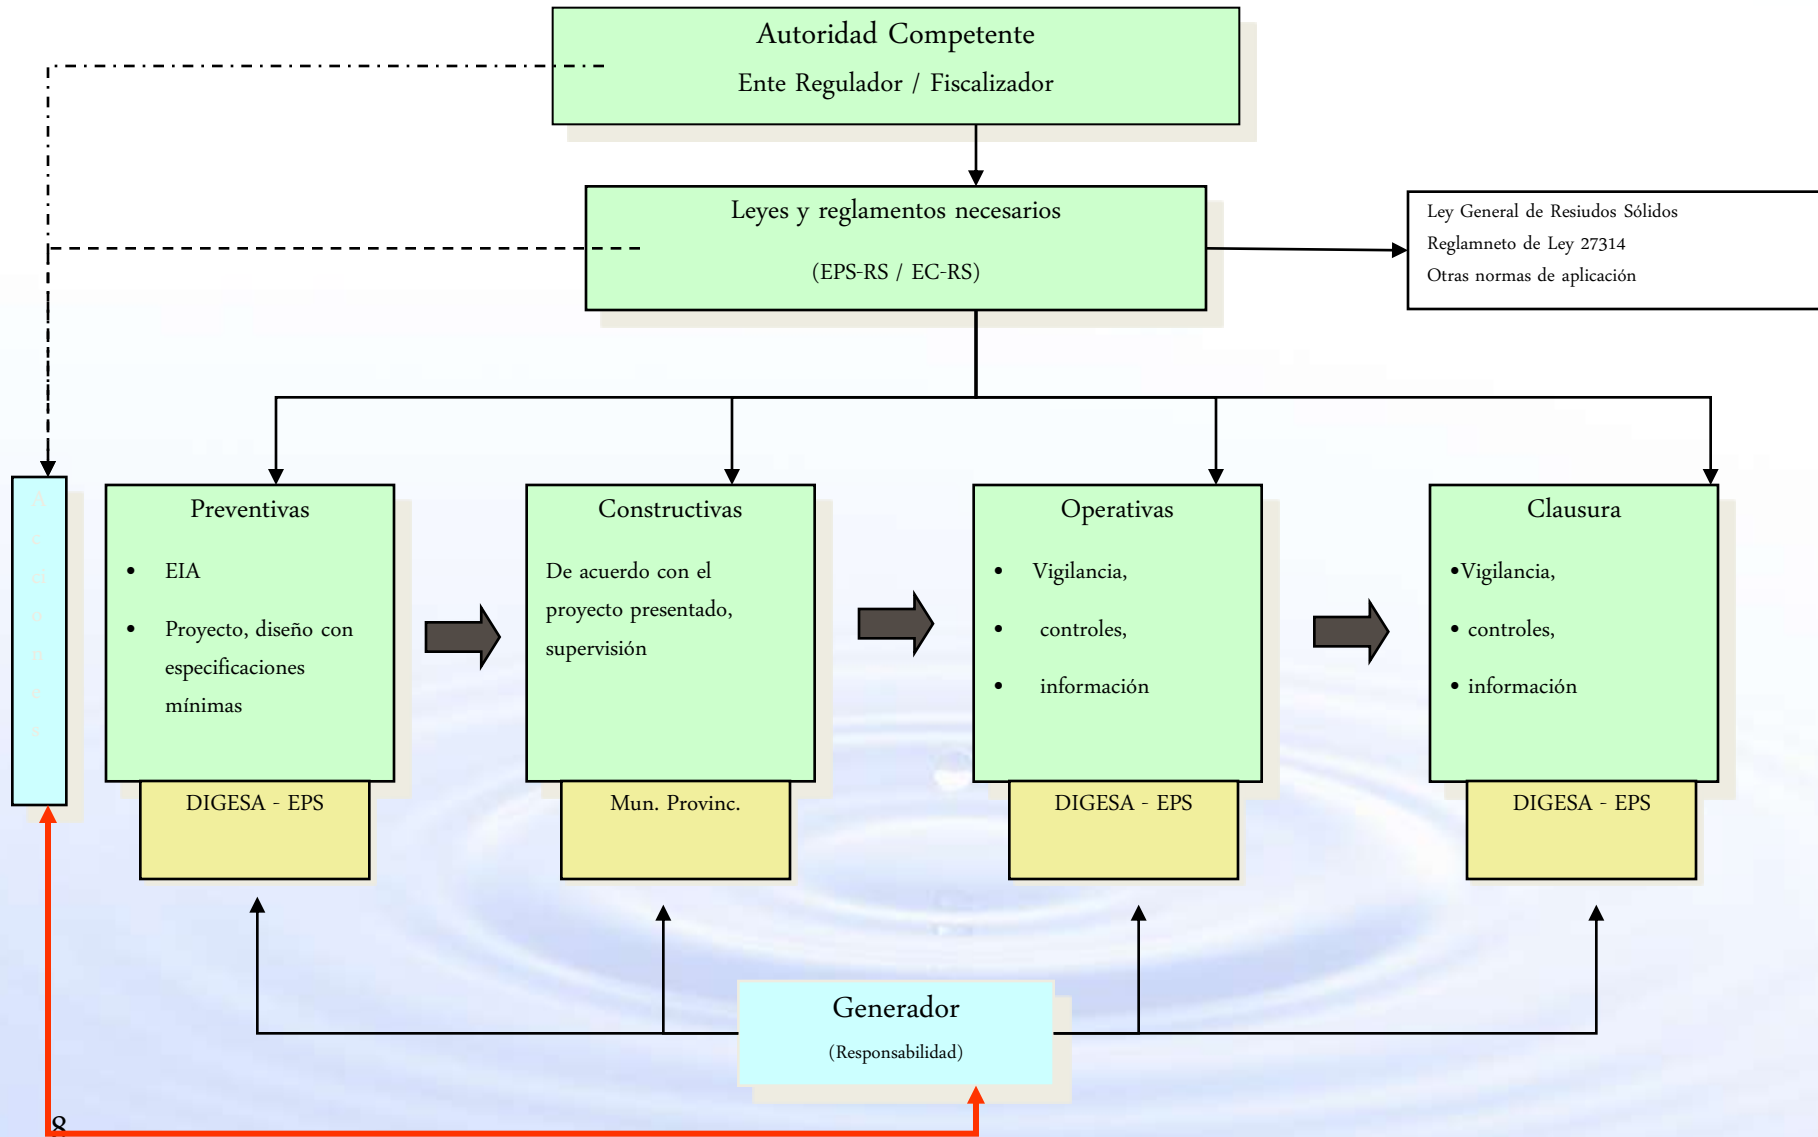 Autoridad Competente
Ente Regulador / Fiscalizador
Leyes y reglamentos necesarios
(EPS-RS / EC-RS)
Ley General de Resiudos Sólidos
Reglamneto de Ley 27314
Otras normas de aplicación
A
c
ci
o
n
e
s
Preventivas
• EIA
• Proyecto, diseño con
especificaciones
mínimas
DIGESA - EPS
Constructivas
De acuerdo con el
proyecto presentado,
supervisión
Mun. Provinc.
Operativas
• Vigilancia,
• controles,
• información
DIGESA - EPS
Clausura
•Vigilancia,
• controles,
• información
DIGESA - EPS
Generador
(Responsabilidad)
8